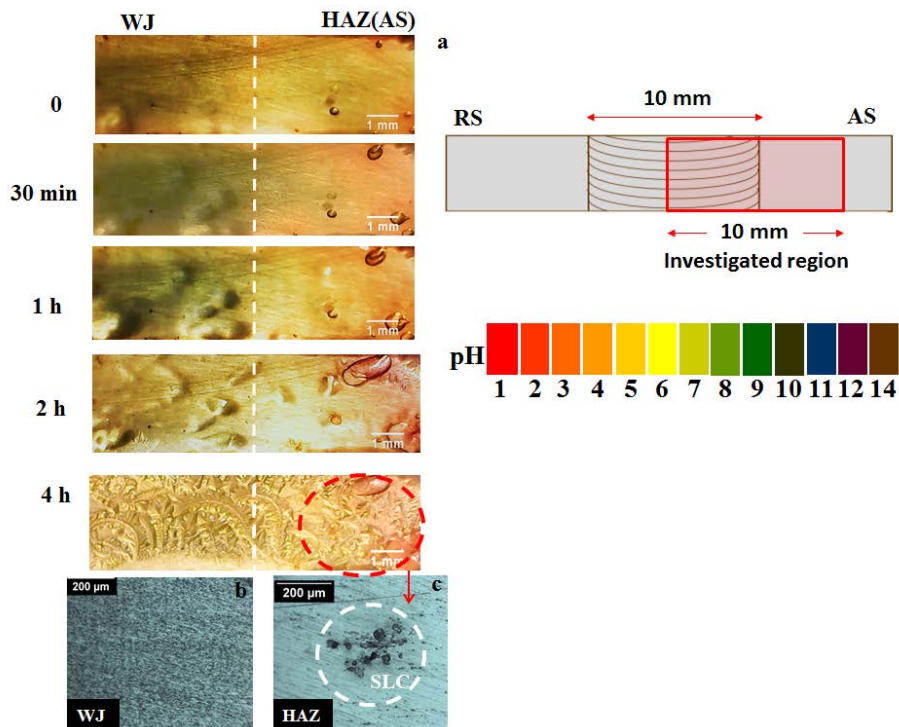 WJ HAZ(AS)
a
0
1 mm
30 min
1 mm
1 h
1 mm
2 h
1 mm
4 h
1 mm
10 mm
RS AS
10 mm
Investigated region
pH
1 2 3 4 5 6 7 8 9 10 11 12 14
200 µm
b
WJ
200 µm
c
SLC
HAZ